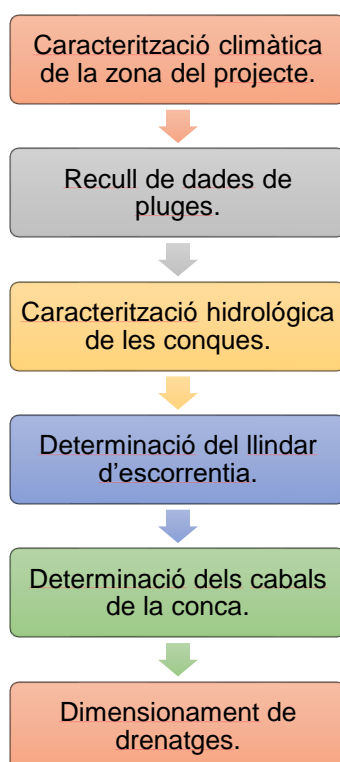 Caracterització climàtica
de la zona del projecte.
Recull de dades de
pluges.
Caracterització hidrológica
de les conques.
Determinació del llindar
d'escorrentia.
Determinació dels cabals
de la conca.
Dimensionament de
drenatges.